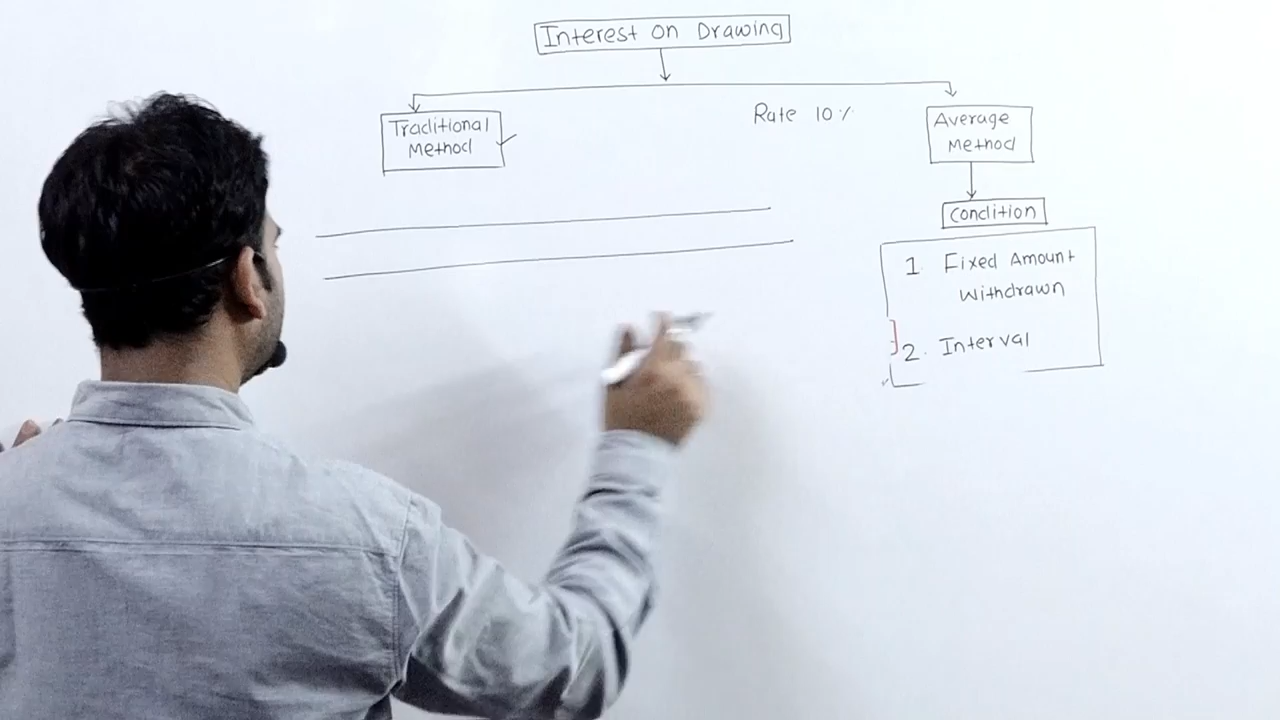 Interest on Drawing
Traditional
Method
Rate 10%
Average
Method
Condition
1 Fixed Amount
Withdrawn
2. Interval